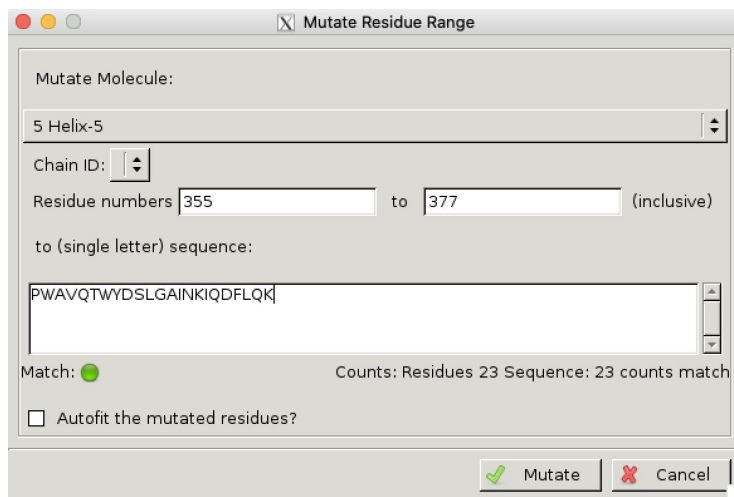 Mutate Residue Range
Mutate Molecule:
5 Helix-5
Chain ID:
Residue numbers 355 to 377 (inclusive)
to (single letter) sequence:
PWAVQTWYDSLGAINKIQDFLQK
Match: Counts: Residues 23 Sequence: 23 counts match
Autofit the mutated residues?
Mutate Cancel